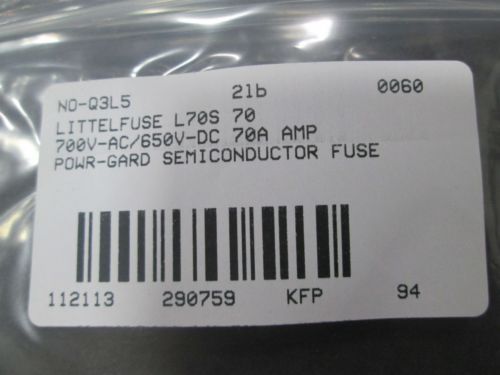 NO-Q3L5 2lb 0060
LITTELFUSE L70S 70
700V-AC/650V-DC 70A AMP
POWR-GARD SEMICONDUCTOR FUSE
112113 290759 KFP 94